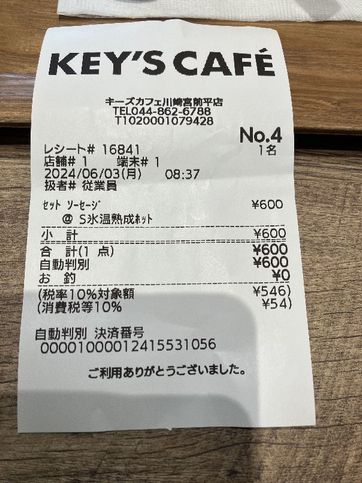 KEY'S CAFÉ
キーズカフェ川崎宮前平店
TEL044-862-6788
T1020001079428
No.4
レシート# 16841 1名
店舗# 1 端末# 1
2024/06/03(月) 08:37
扱者# 従業員
ｾｯﾄ ｿｰｾｰｼﾞ ¥600
@ S氷温熟成ﾎｯﾄ
小 計 ¥600
合 計(1 点) ¥600
自動判別 ¥600
お 釣 ¥0
(税率10%対象額 ¥546)
(消費税等10% ¥54)
自動判別 決済番号
00001000012415531056
ご利用ありがとうございました。